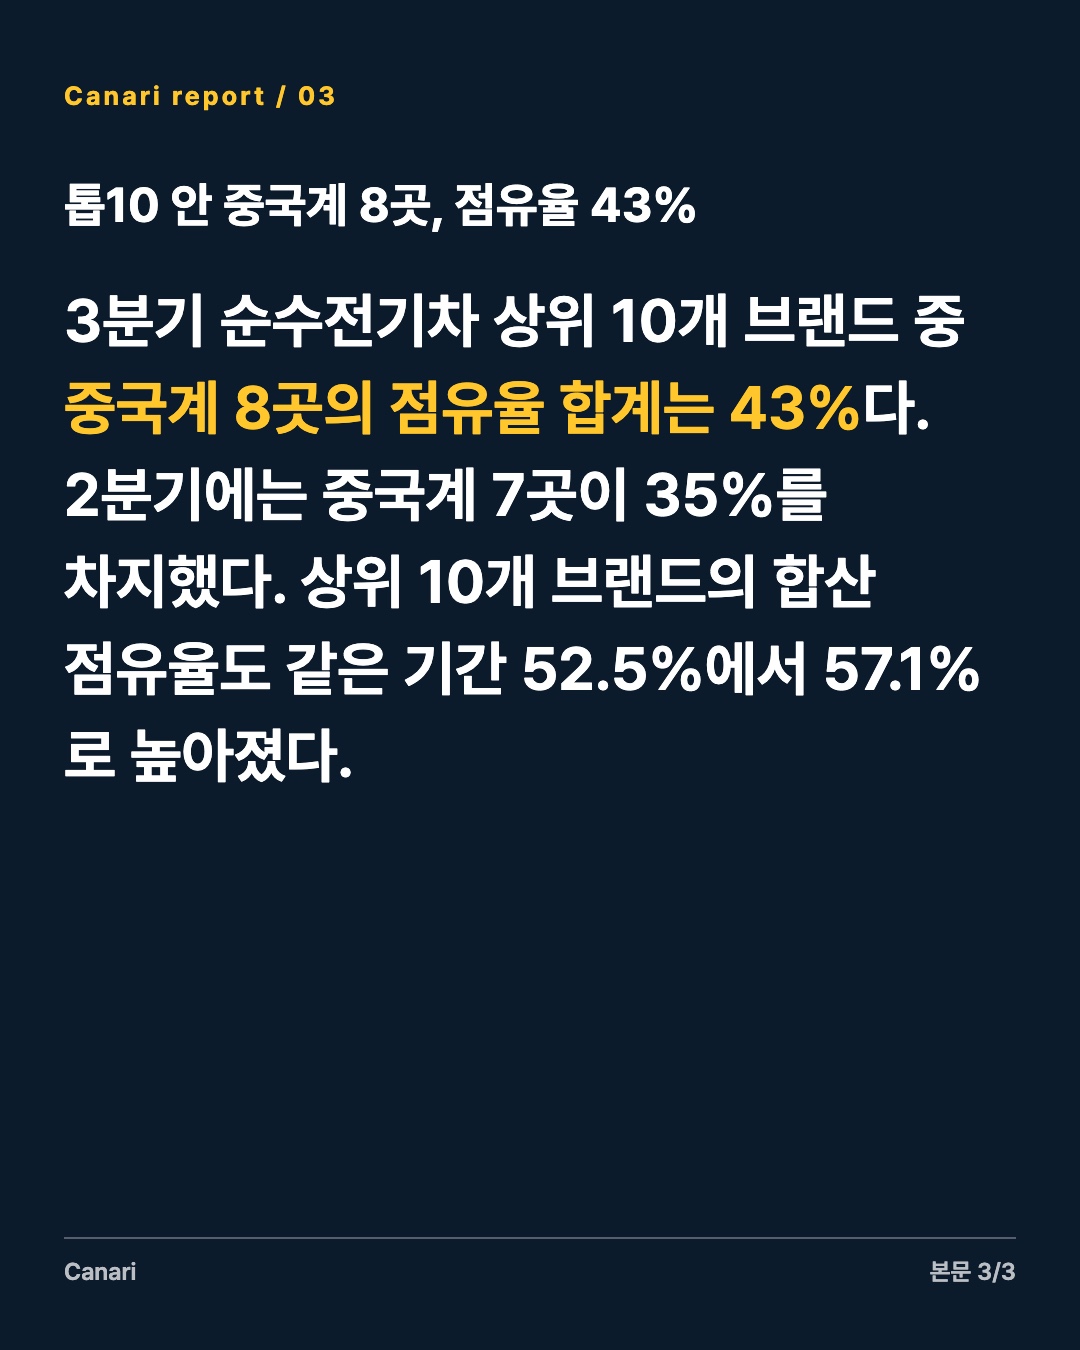 Canari report / 03
톱10 안 중국계 8곳, 점유율 43%
3분기 순수전기차 상위 10개 브랜드 중
중국계 8곳의 점유율 합계는 43%다.
2분기에는 중국계 7곳이 35%를
차지했다. 상위 10개 브랜드의 합산
점유율도 같은 기간 52.5%에서 57.1%
로 높아졌다.
Canari
본문 3/3